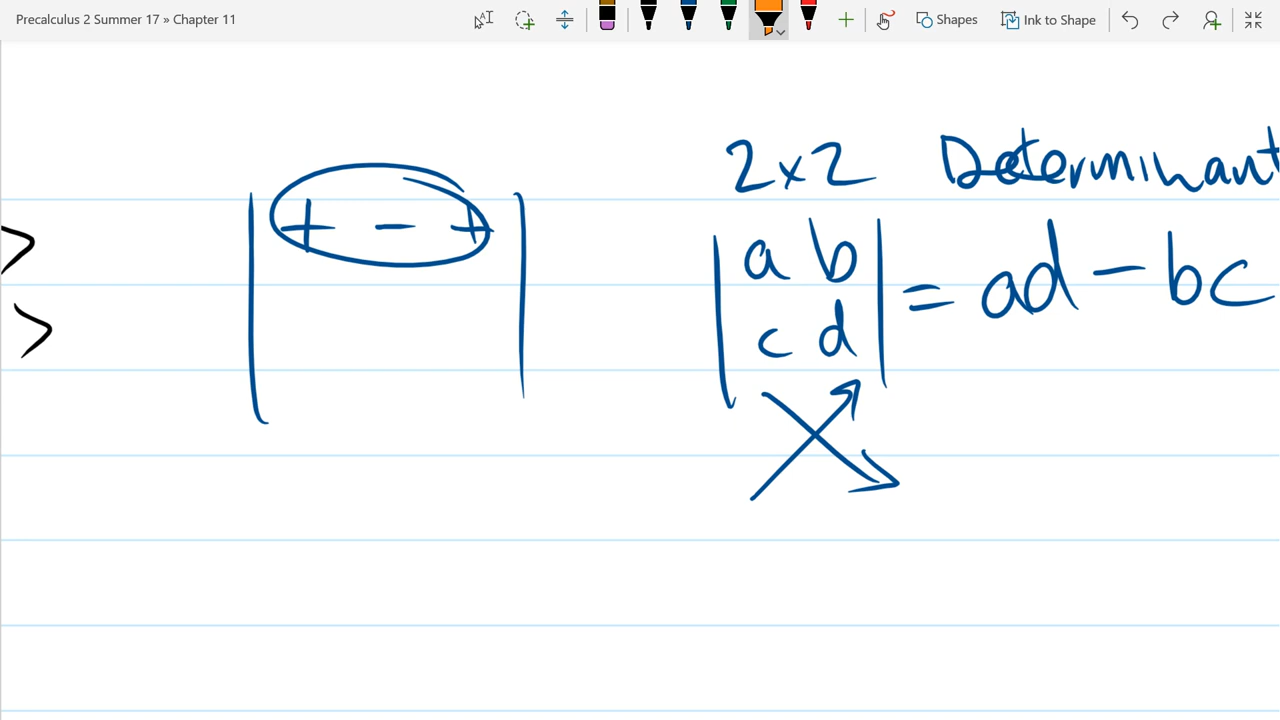 Precalculus 2 Summer 17 » Chapter 11
Shapes
Ink to Shape
2x2 Determinant
> | + - + | | a b | = ad - bc
> | c d |